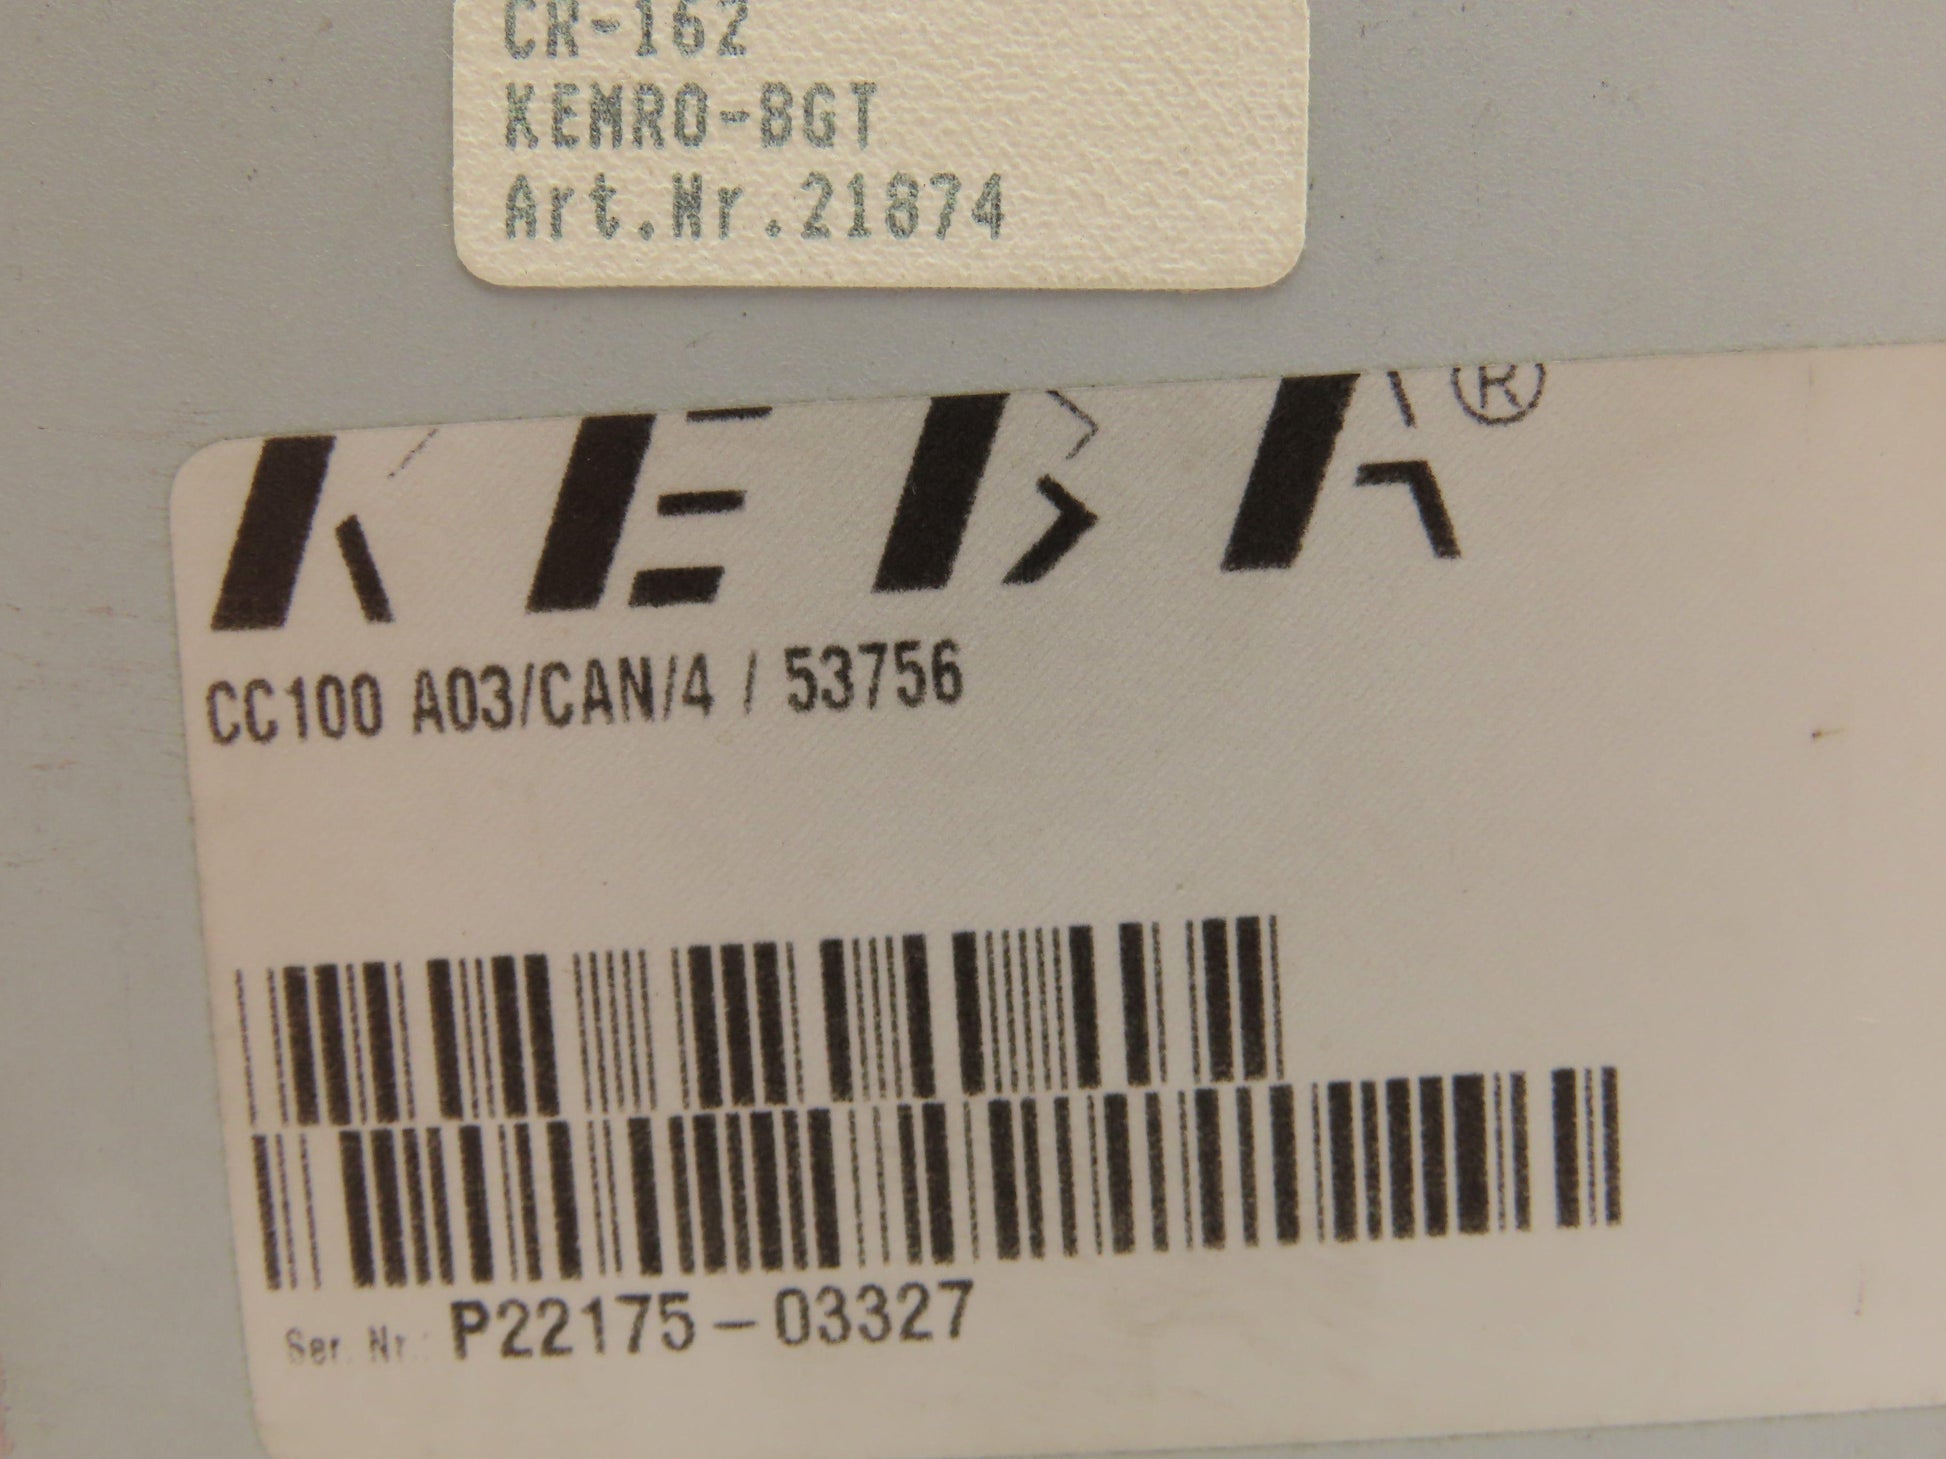 CR-162
KEMRO-BGT
Art.Nr.21874
KEBA®
CC100 A03/CAN/4 / 53756
Ser. Nr.: P22175-03327